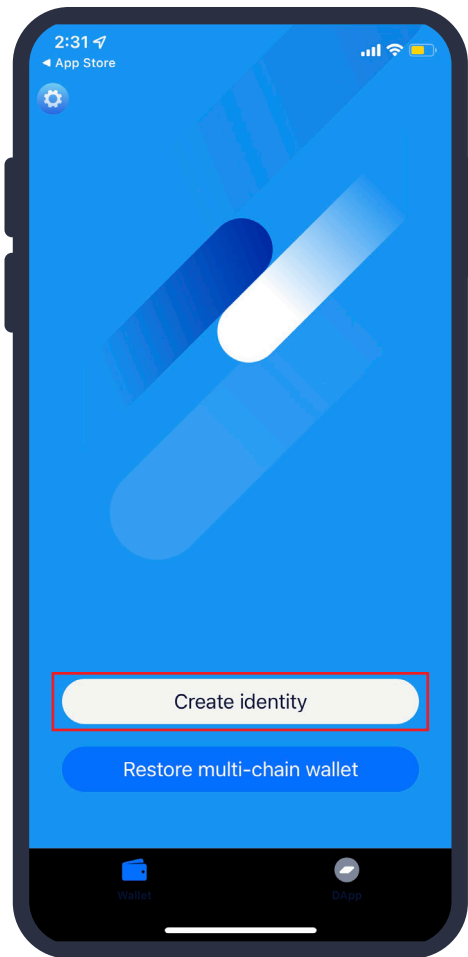 2:31
◀ App Store
Create identity
Restore multi-chain wallet
Wallet
DApp